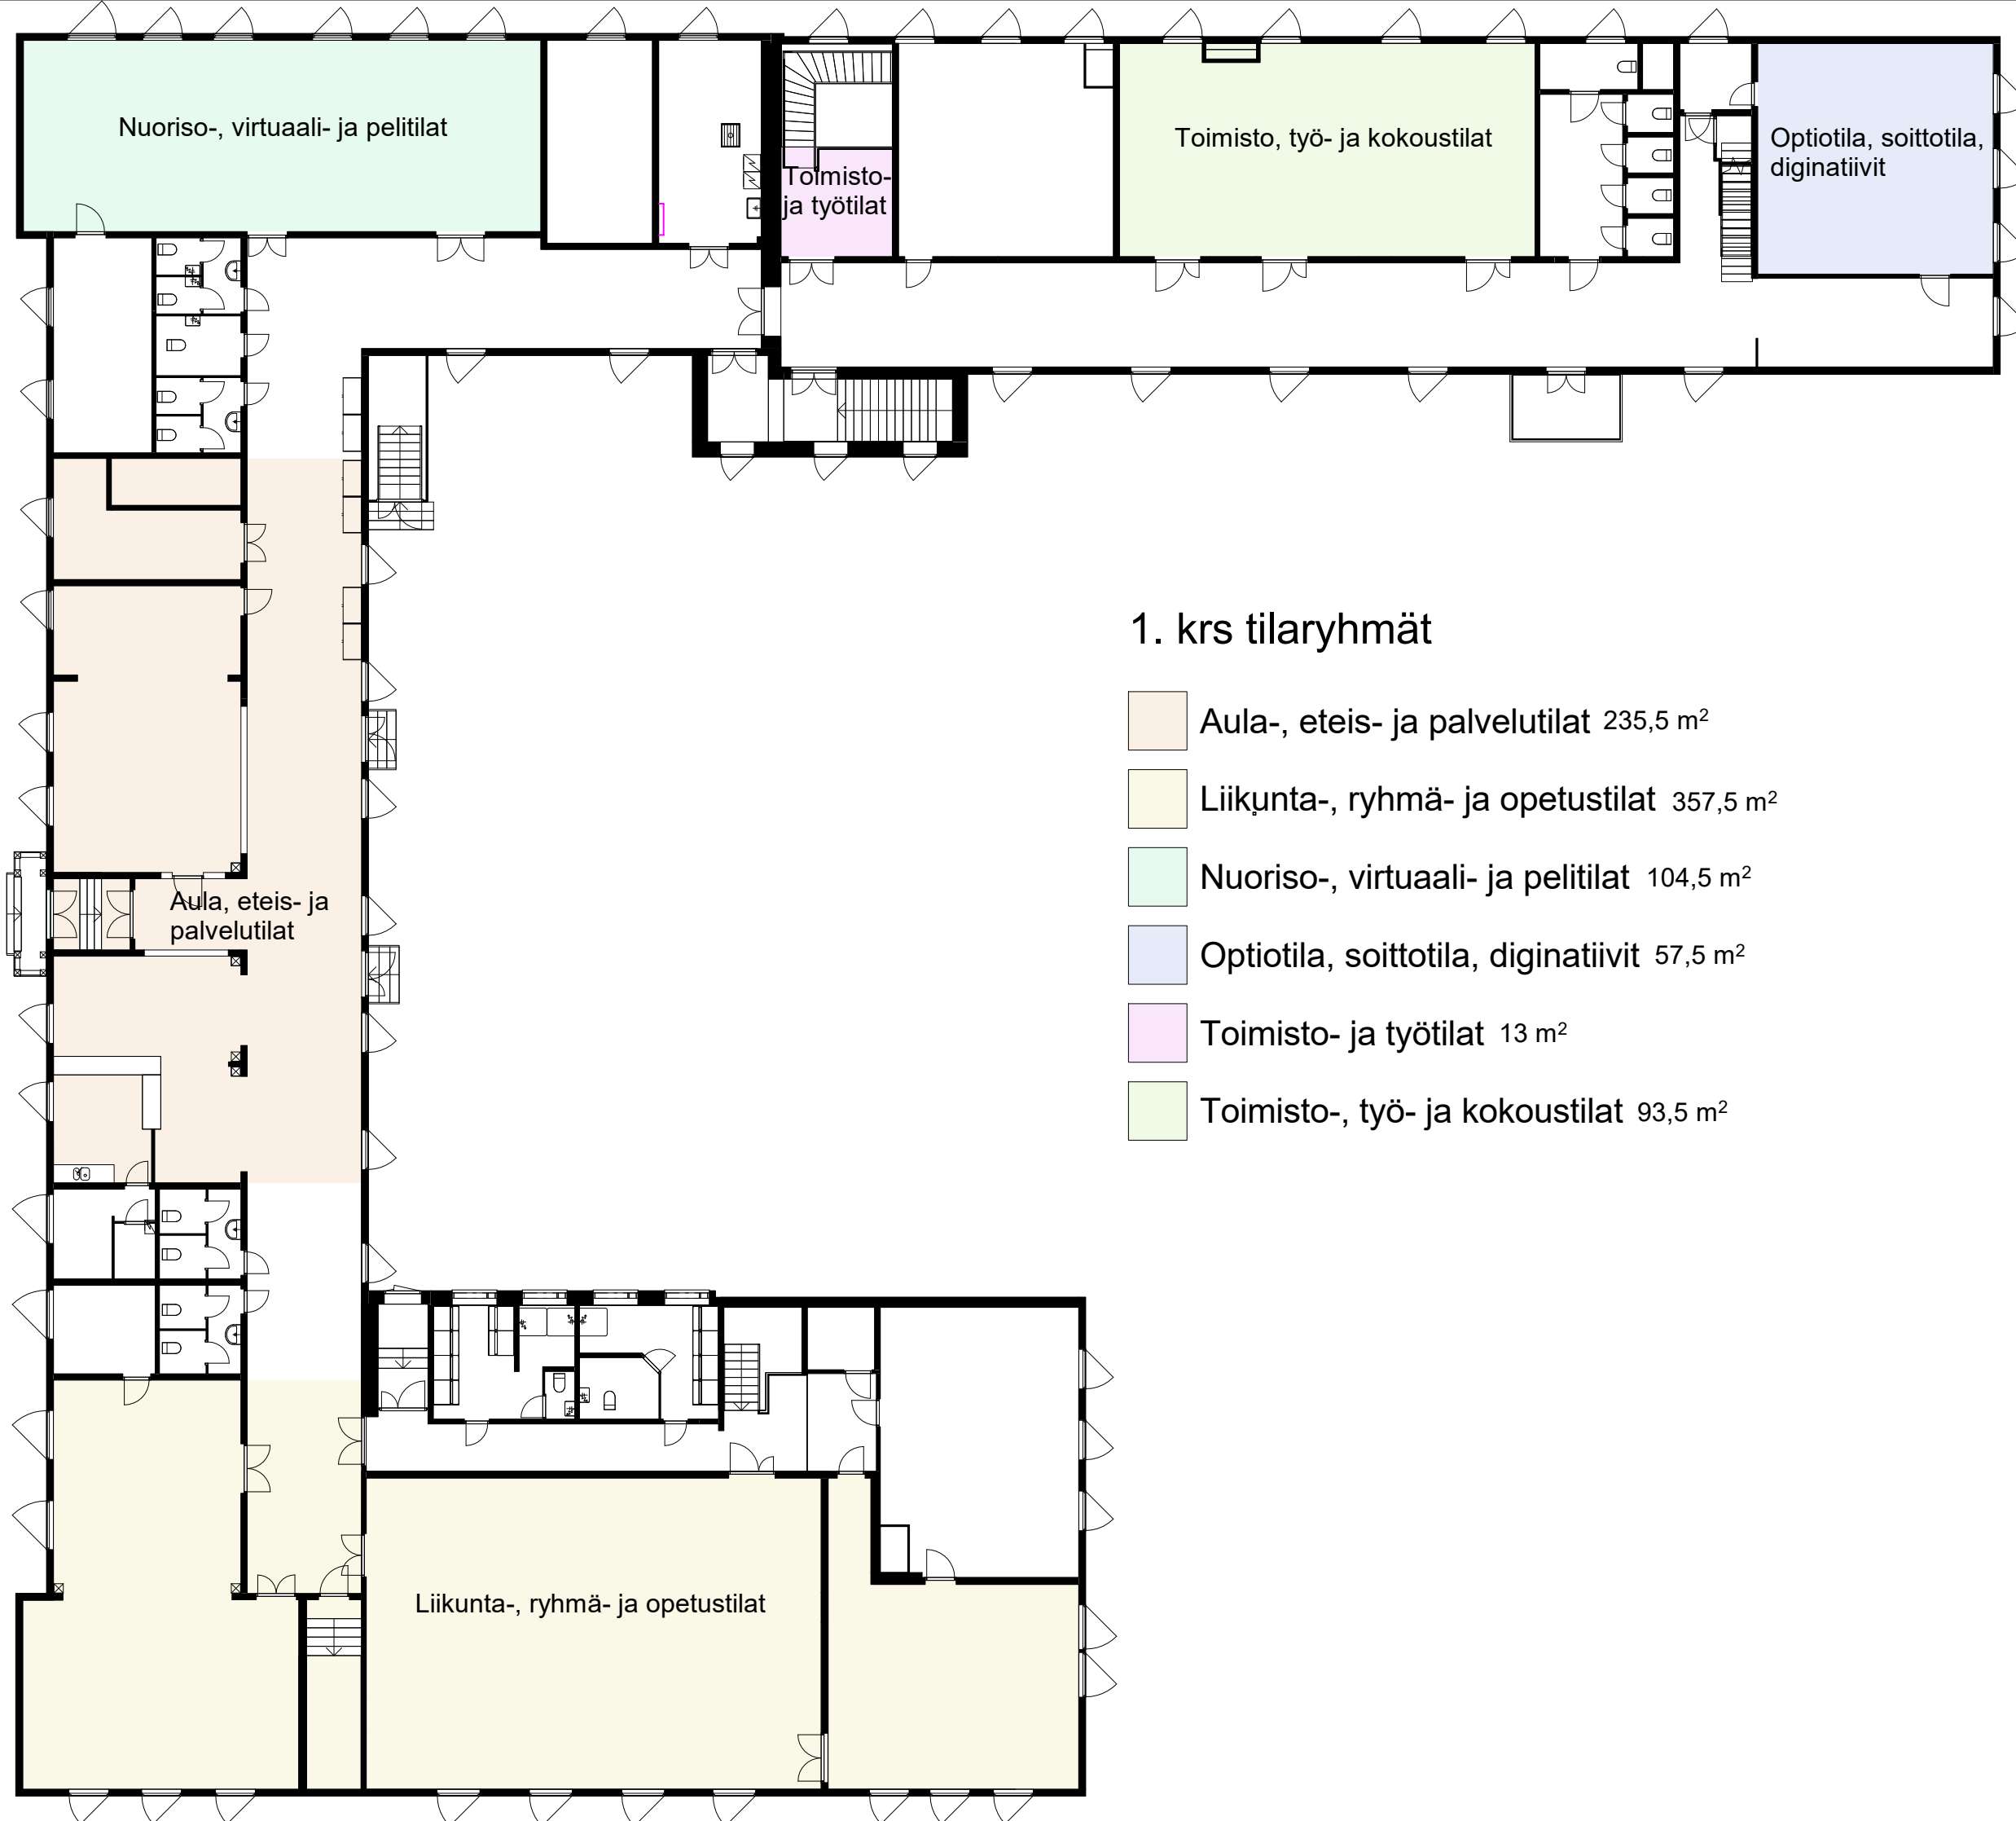 Nuoriso-, virtuaali- ja pelitilat
Toimisto-
ja työtilat
Toimisto, työ- ja kokoustilat
Optiotila, soittotila,
diginatiivit
Aula, eteis- ja
palvelutilat
1. krs tilaryhmät
Aula-, eteis- ja palvelutilat 235,5 m²
Liikunta-, ryhmä- ja opetustilat 357,5 m²
Nuoriso-, virtuaali- ja pelitilat 104,5 m²
Optiotila, soittotila, diginatiivit 57,5 m²
Toimisto- ja työtilat 13 m²
Toimisto-, työ- ja kokoustilat 93,5 m²
Liikunta-, ryhmä- ja opetustilat